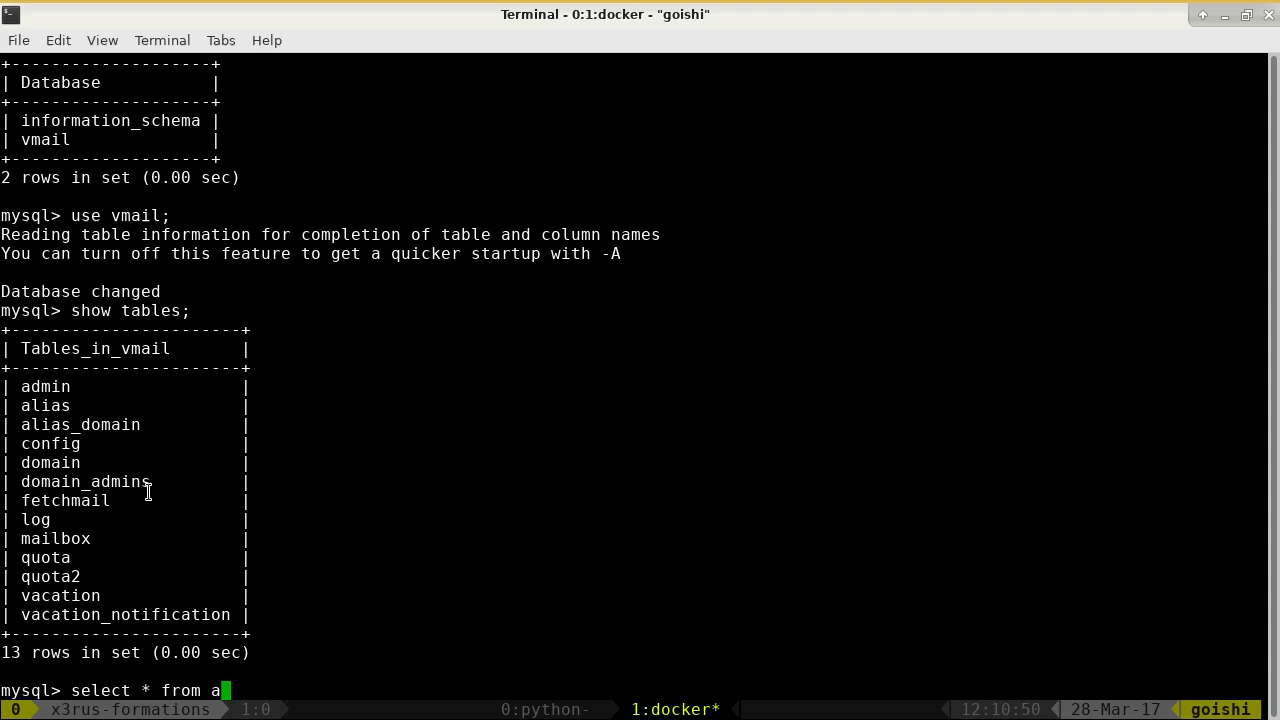 Terminal - 0:1:docker - "goishi"
File Edit View Terminal Tabs Help
+--------------------+
| Database           |
+--------------------+
| information_schema |
| vmail              |
+--------------------+
2 rows in set (0.00 sec)
mysql> use vmail;
Reading table information for completion of table and column names
You can turn off this feature to get a quicker startup with -A
Database changed
mysql> show tables;
+-----------------------+
| Tables_in_vmail       |
+-----------------------+
| admin                 |
| alias                 |
| alias_domain          |
| config                |
| domain                |
| domain_admins         |
| fetchmail             |
| log                   |
| mailbox               |
| quota                 |
| quota2                |
| vacation              |
| vacation_notification |
+-----------------------+
13 rows in set (0.00 sec)
mysql> select * from a
0 x3rus-formations 1:0 0:python- 1:docker* 12:10:50 28-Mar-17 goishi